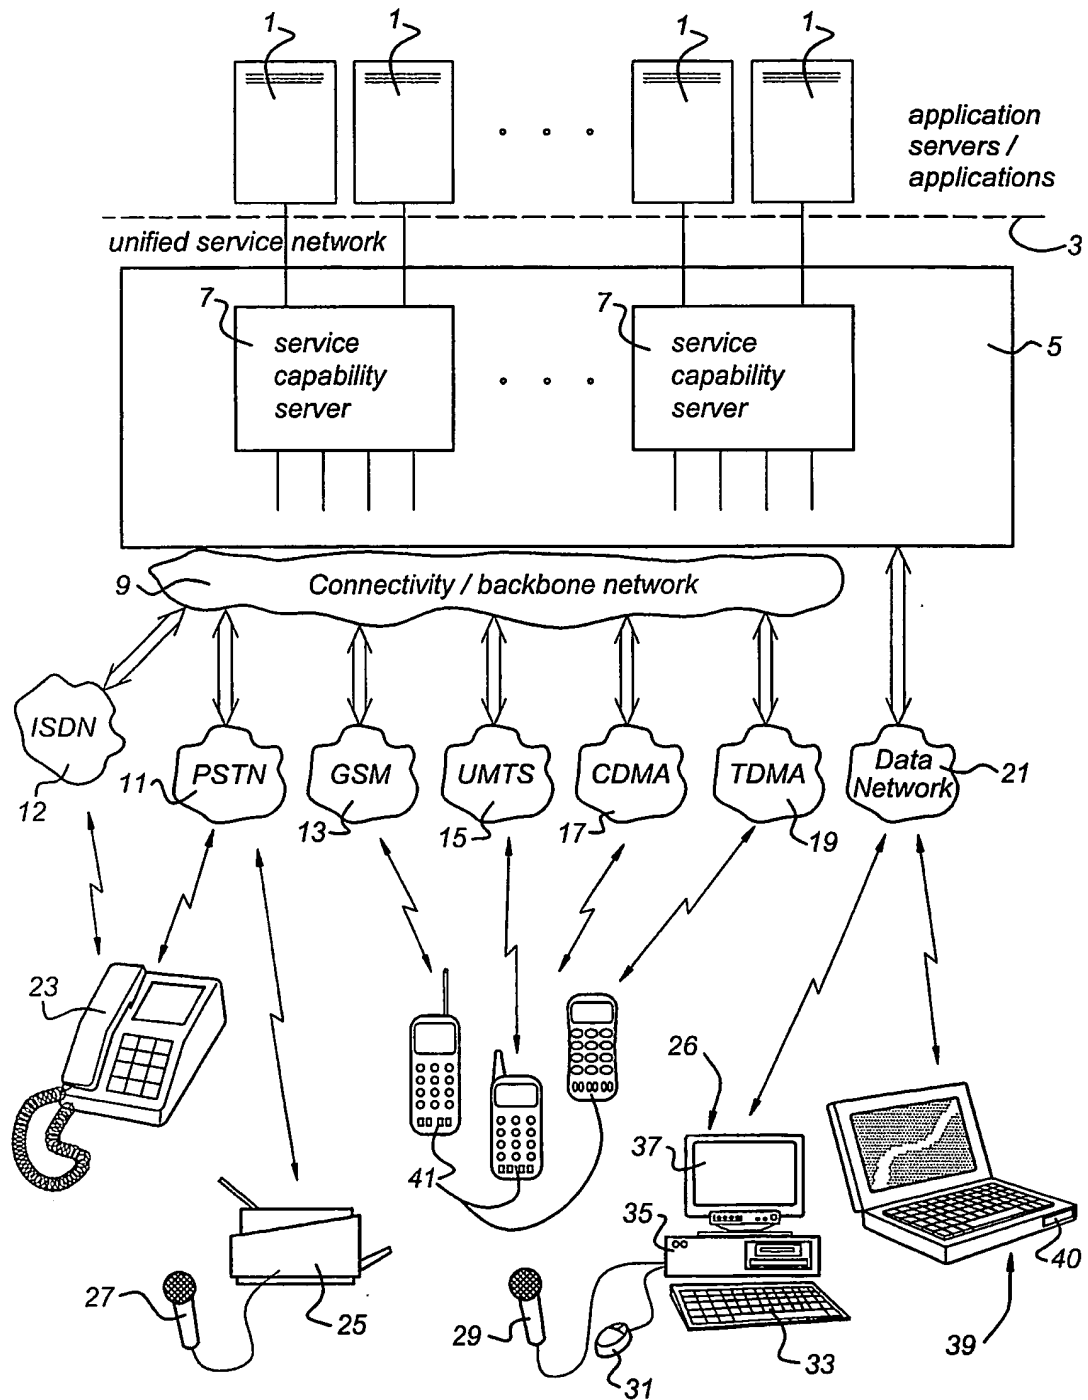 1
1
1
1
application
servers /
applications
unified service network
3
7
service
capability
server
7
service
capability
server
5
9
Connectivity / backbone network
ISDN
12
PSTN
11
GSM
13
UMTS
15
CDMA
17
TDMA
19
Data
Network
21
23
41
26
37
35
40
27
25
29
31
33
39